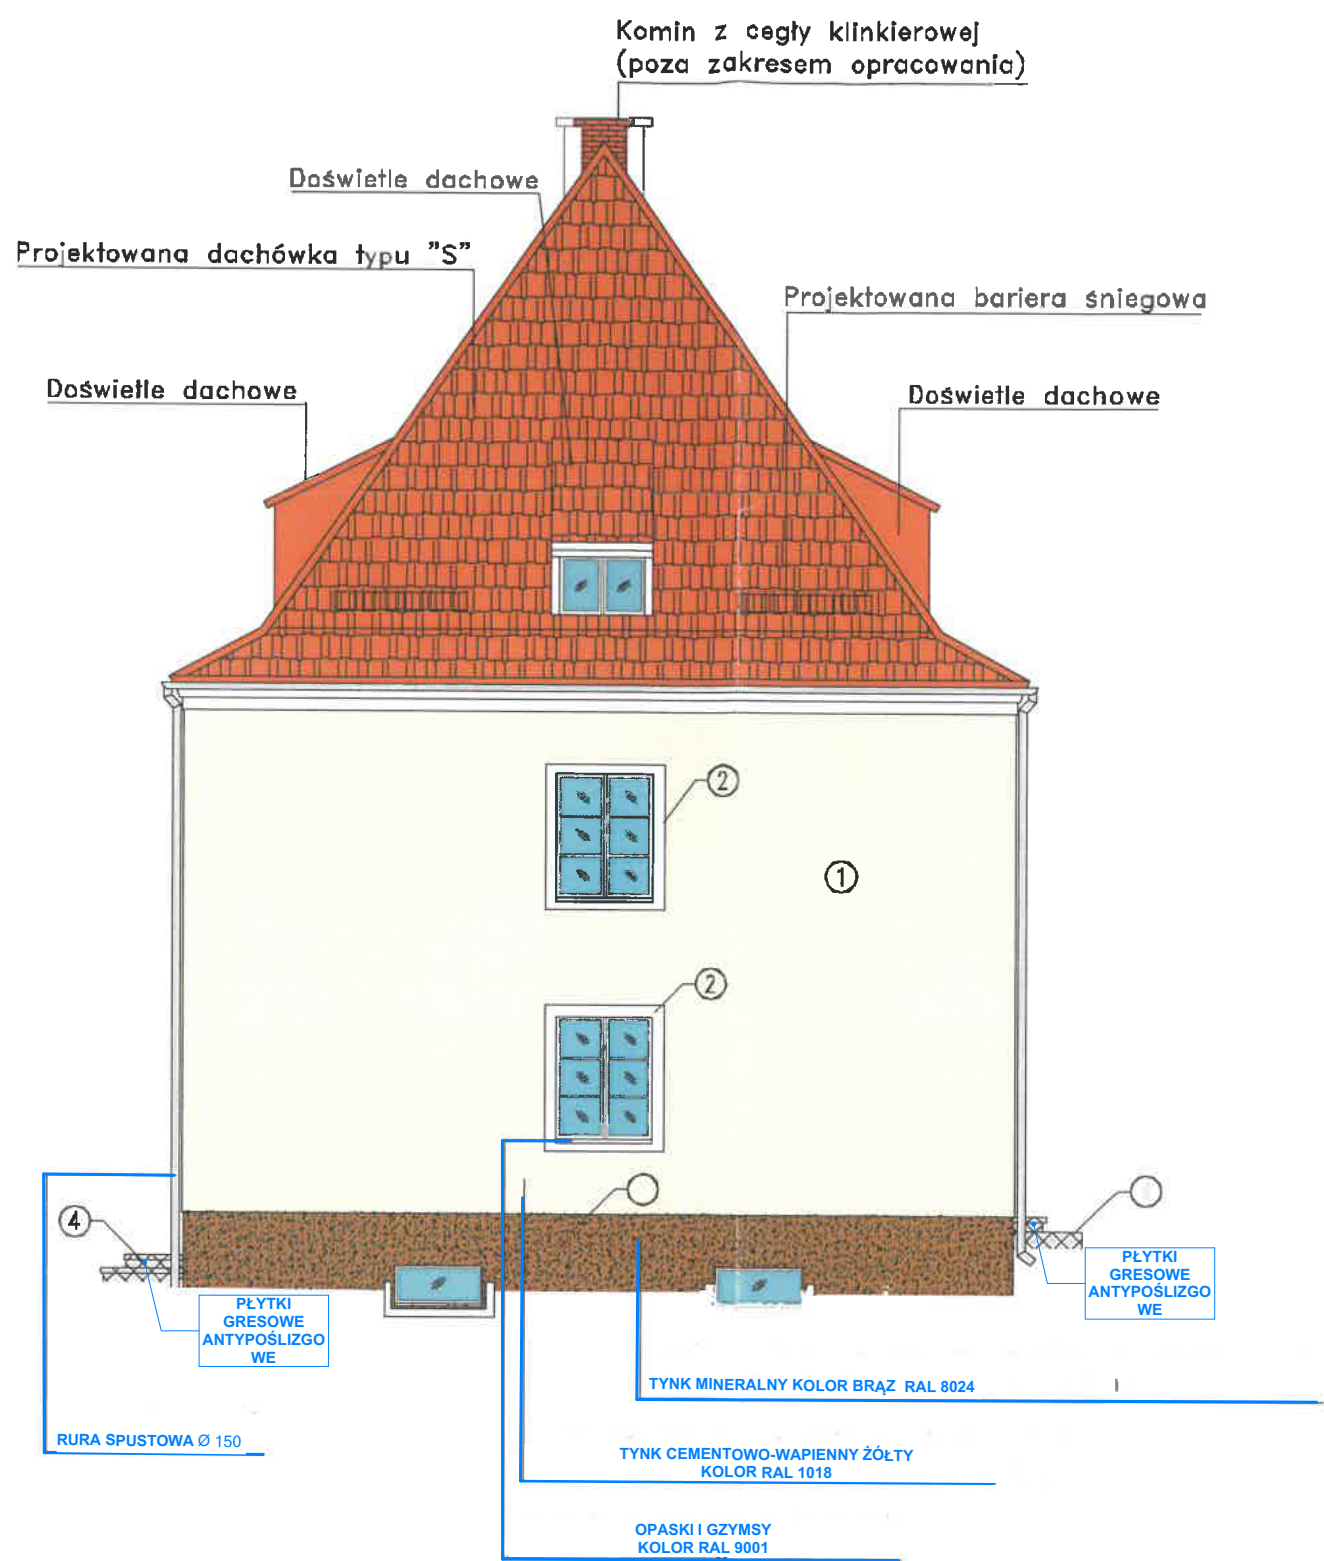 Komin z cegły klinkierowej
(poza zakresem opracowania)
Doświetle dachowe
Projektowana dachówka typu "S"
Projektowana bariera śniegowa
Doświetle dachowe
Doświetle dachowe
2
1
2
4
PŁYTKI
GRESOWE
ANTYPOŚLIZGO
WE
PŁYTKI
GRESOWE
ANTYPOŚLIZGO
WE
TYNK MINERALNY KOLOR BRĄZ RAL 8024
RURA SPUSTOWA Ø 150
TYNK CEMENTOWO-WAPIENNY ŻÓŁTY
KOLOR RAL 1018
OPASKI I GZYMSY
KOLOR RAL 9001